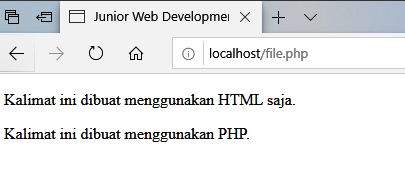 Junior Web Developmen
localhost/file.php
Kalimat ini dibuat menggunakan HTML saja.
Kalimat ini dibuat menggunakan PHP.